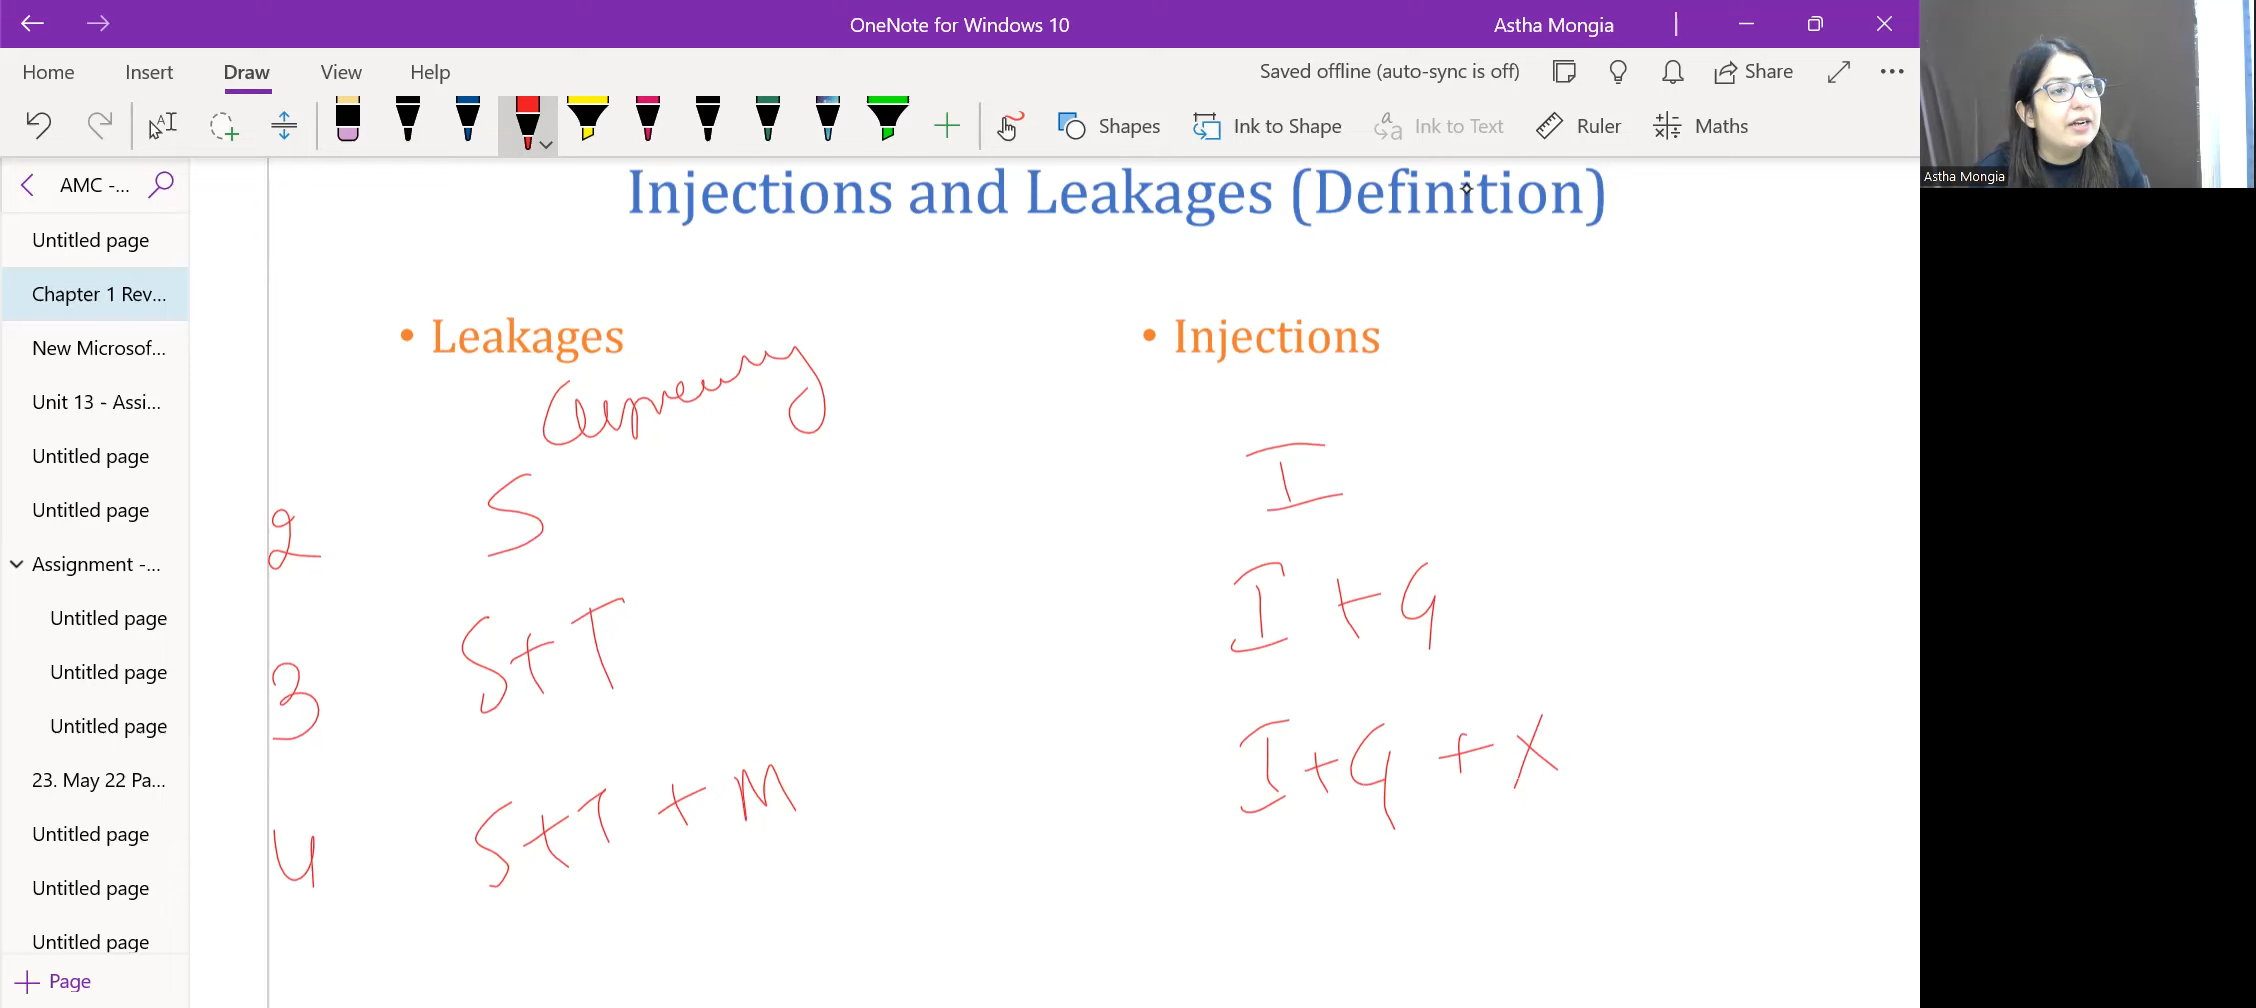 OneNote for Windows 10
Astha Mongia
Home Insert Draw View Help
Saved offline (auto-sync is off)
Share
Shapes
Ink to Shape
Ink to Text
Ruler
Maths
Astha Mongia
AMC -...
Untitled page
Chapter 1 Rev...
New Microsof...
Unit 13 - Assi...
Untitled page
Untitled page
Assignment -...
Untitled page
Untitled page
Untitled page
23. May 22 Pa...
Untitled page
Untitled page
Untitled page
Page
Injections and Leakages (Definition)
• Leakages
• Injections
2 S I
3 S+T I+G
4 S+T+M I+G+X